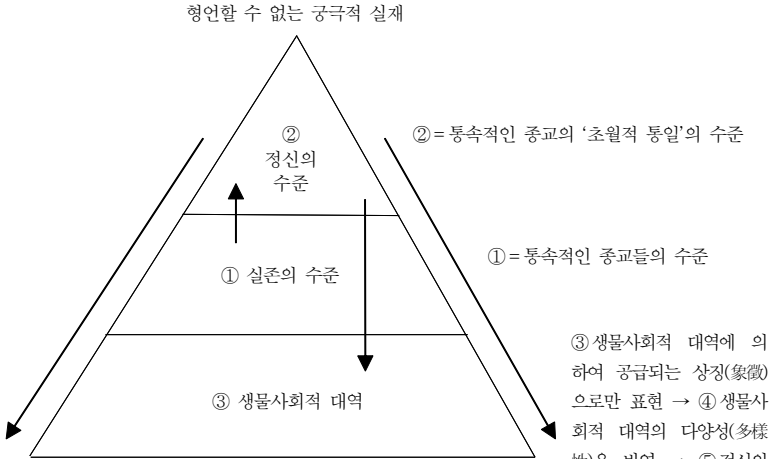 형언할 수 없는 궁극적 실재
②
정신의
수준
②=통속적인 종교의 ‘초월적 통일’의 수준
① 실존의 수준
①=통속적인 종교들의 수준
③ 생물사회적 대역
③생물사회적 대역에 의
하여 공급되는 상징(象徵)
으로만 표현 → ④생물사
회적 대역의 다양성(多樣